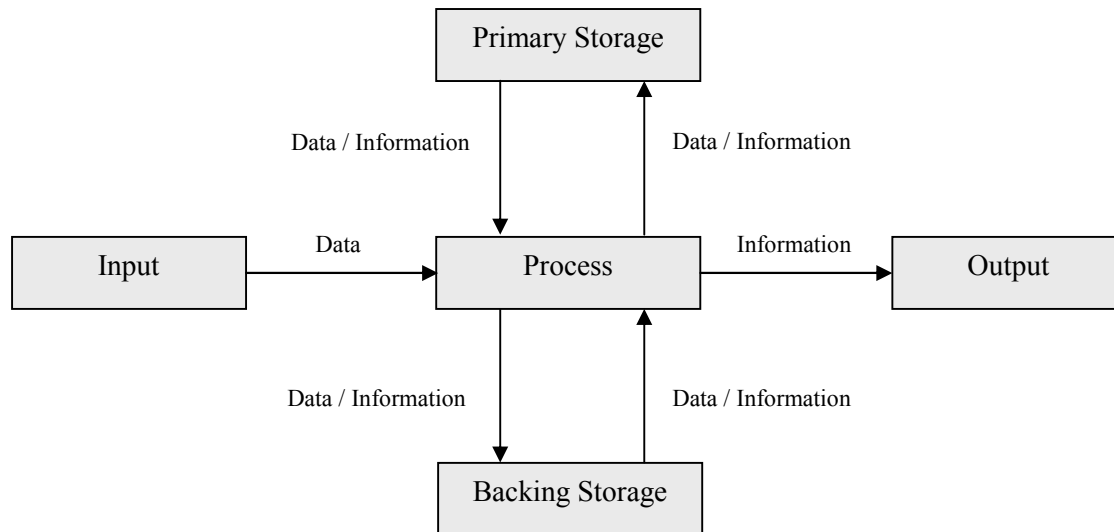 Primary Storage
Data / Information
Data / Information
Input
Data
Process
Information
Output
Data / Information
Data / Information
Backing Storage